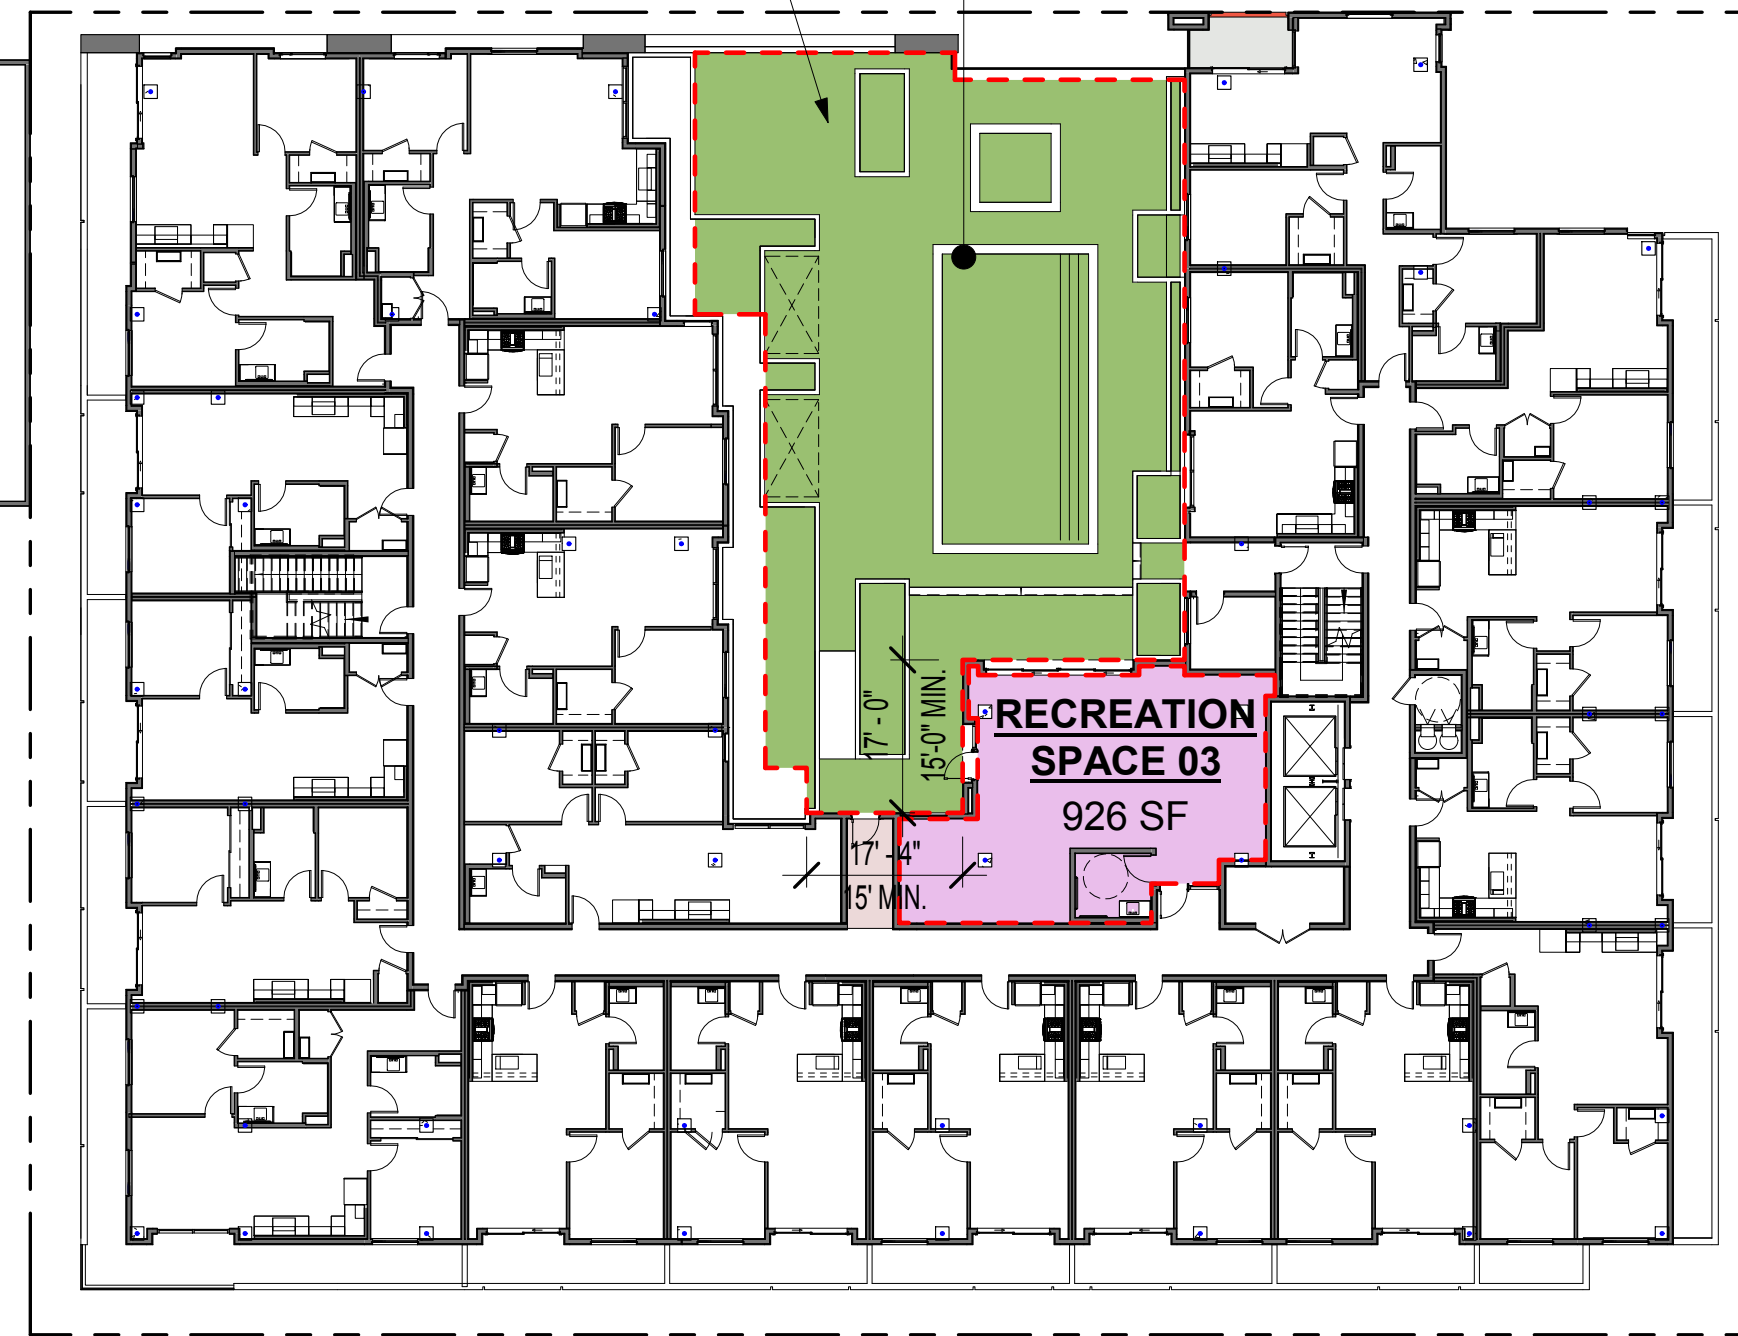 RECREATION
SPACE 03
926 SF
17' - 0"
15'-0" MIN.
17' - 4"
15' MIN.